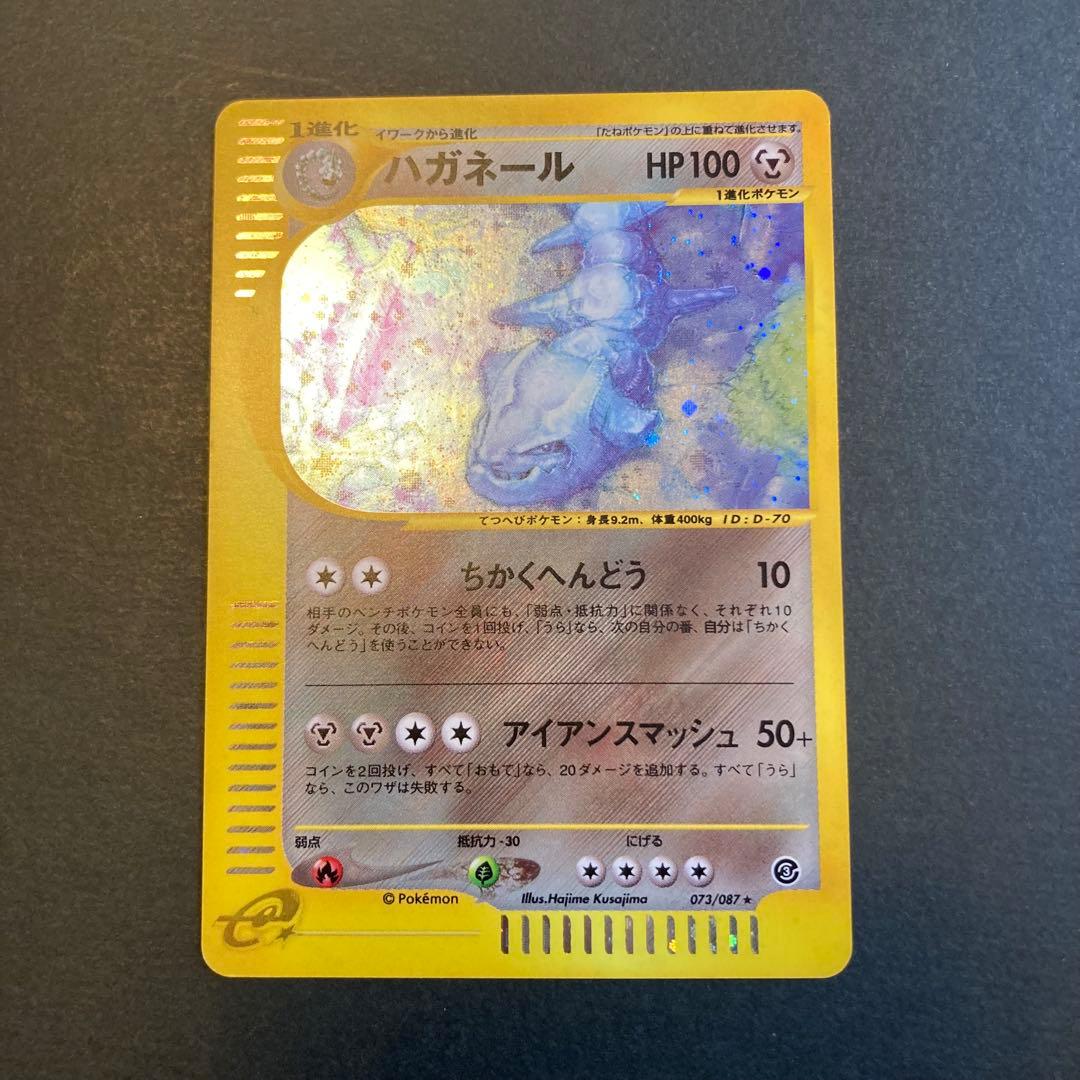 1進化 イワークから進化 「たねポケモン」の上に重ねて進化させます。
ハガネール HP100
1進化ポケモン
てつへびポケモン：身長9.2m、体重400kg ID:D-70
ちかくへんどう 10
相手のベンチポケモン全員にも、「弱点・抵抗力」に関係なく、それぞれ10
ダメージ。その後、コインを1回投げ、「うら」なら、次の自分の番、自分は「ちかく
へんどう」を使うことができない。
アイアンスマッシュ 50+
コインを2回投げ、すべて「おもて」なら、20ダメージを追加する。すべて「うら」
なら、このワザは失敗する。
弱点 抵抗力-30 にげる
3
©Pokémon Illus.Hajime Kusajima 073/087★
e